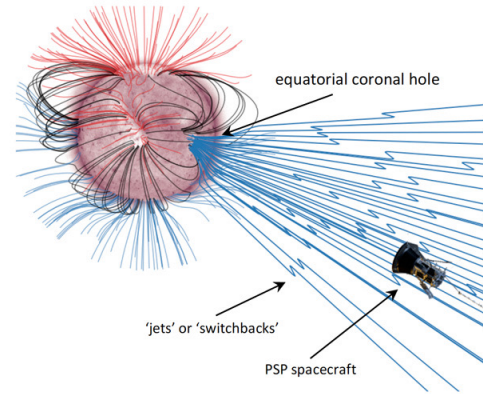 equatorial coronal hole
‘jets’ or ‘switchbacks’
PSP spacecraft